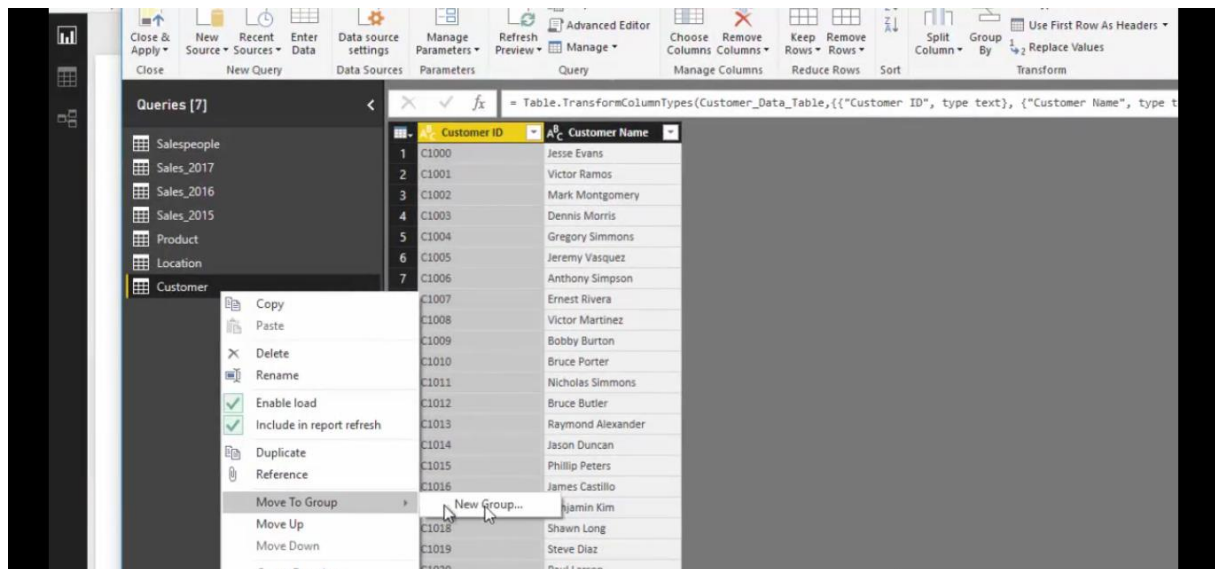 Close & Apply
New Source
Recent Sources
Enter Data
Data source settings
Manage Parameters
Refresh Preview
Advanced Editor
Manage
Choose Columns
Remove Columns
Keep Rows
Remove Rows
Split Column
Group By
Use First Row As Headers
Replace Values
Close
New Query
Data Sources
Parameters
Query
Manage Columns
Reduce Rows
Sort
Transform
Queries [7]
fx = Table.TransformColumnTypes(Customer_Data_Table,{{"Customer ID", type text}, {"Customer Name", type t
Salespeople
Sales_2017
Sales_2016
Sales_2015
Product
Location
Customer
Customer ID Customer Name
1 C1000 Jesse Evans
2 C1001 Victor Ramos
3 C1002 Mark Montgomery
4 C1003 Dennis Morris
5 C1004 Gregory Simmons
6 C1005 Jeremy Vasquez
7 C1006 Anthony Simpson
C1007 Ernest Rivera
C1008 Victor Martinez
C1009 Bobby Burton
C1010 Bruce Porter
C1011 Nicholas Simmons
C1012 Bruce Butler
C1013 Raymond Alexander
C1014 Jason Duncan
C1015 Phillip Peters
C1016 James Castillo
Kim
C1018 Shawn Long
C1019 Steve Diaz
Copy
Paste
Delete
Rename
Enable load
Include in report refresh
Duplicate
Reference
Move To Group
New Group...
Move Up
Move Down